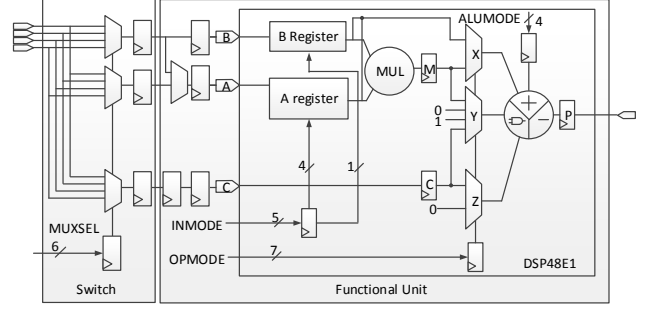 ALUMODE
4
B
B Register
X
MUL
M
A
A register
0
1
Y
P
4
1
C
C
MUXSEL
6
INMODE
5
0
Z
OPMODE
7
DSP48E1
Switch
Functional Unit